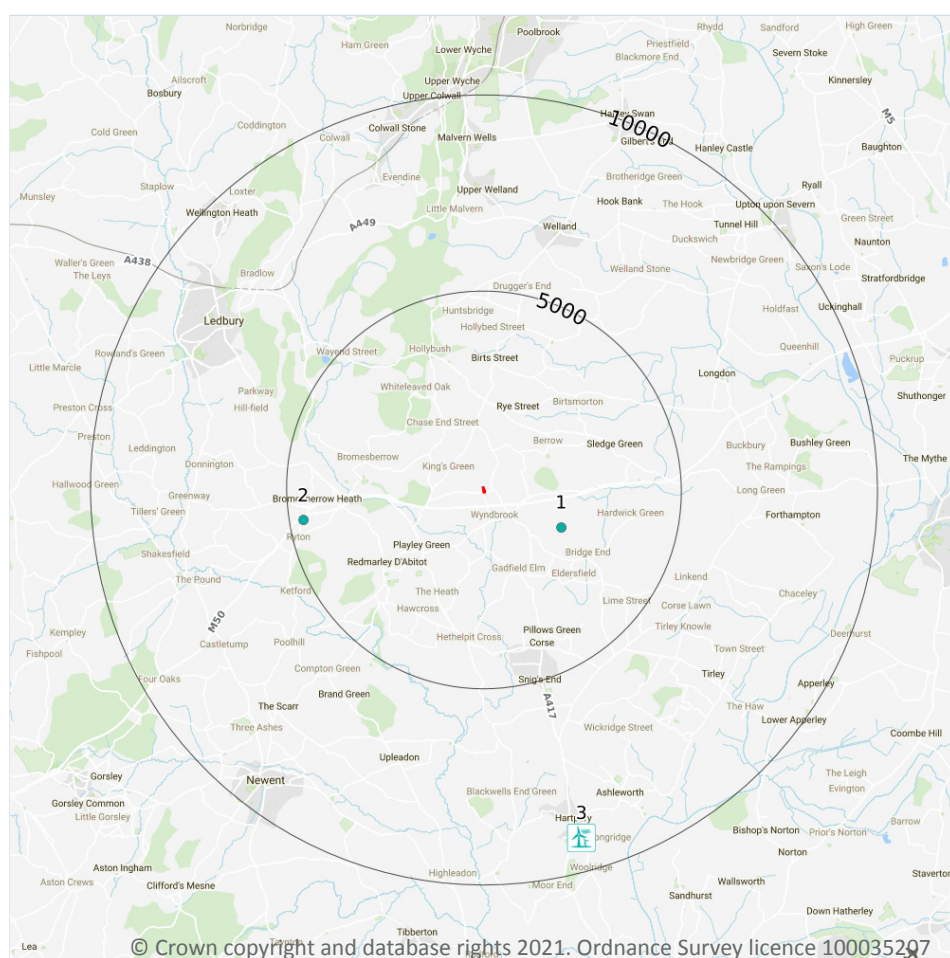 Norbridge
Poolbrook
Rhydd
Sandford
High Green
Ham Green
Lower Wyche
Priestfield
Severn Stoke
Blackmore End
Ailscroft
Upper Wyche
Kinnersley
Bosbury
Upper Colwall
Hanley Swan
10000
M5
Cold Green
Coddington
Colwall Stone
Colwall
Malvern Wells
Gilbert's End
Hanley Castle
Baughton
Evendine
Brotheridge Green
Staplow
Loxter
Upper Welland
Ryall
Munsley
Hook Bank
The Hook
Upton upon Severn
Wellington Heath
Little Malvern
A449
Welland
Tunnel Hill
Green Street
Duckswich
Naunton
Waller's Green
A438
Newbridge Green
The Leys
Bradlow
Welland Stone
Saxon's Lode
Stratfordbridge
Drugger's End
5000
Huntsbridge
Holdfast
Uckinghall
Ledbury
Hollybed Street
Rowland's Green
Wayend Street
Hollybush
Birts Street
Queenhill
Puckrup
Little Marcle
Longdon
Whiteleaved Oak
Parkway
Shuthonger
Preston Cross
Hill-field
Rye Street
Birtsmorton
Chase End Street
Preston
Leddington
Berrow
Sledge Green
Buckbury
Bushley Green
Bromesberrow
Donnington
King's Green
The Rampings
The Mythe
Hallwood Green
Greenway
2
Bromesberrow Heath
1
Long Green
Tillers' Green
Wyndbrook
Hardwick Green
Forthampton
Ryton
Shakesfield
Playley Green
Bridge End
Redmarley D'Abitot
Gadfield Elm
Eldersfield
The Pound
Ketford
Linkend
The Heath
Chaceley
Hawcross
Lime Street
Corse Lawn
M50
Kempley
Castletump
Poolhill
Hethelpit Cross
Pillows Green
Tirley Knowle
Deerhurst
Corse
Fishpool
Compton Green
Town Street
Four Oaks
Snig's End
Tirley
Apperley
Brand Green
The Scarr
A417
The Haw
Three Ashes
Wickridge Street
Lower Apperley
Coombe Hill
Upleadon
Gorsley
Newent
The Leigh
Gorsley Common
Blackwells End Green
Ashleworth
Evington
Little Gorsley
3
Hartpury
Barrow
Bishop's Norton
Prior's Norton
Longridge
Norton
Aston Ingham
Highleadon
Woolridge
Staverton
Aston Crews
Clifford's Mesne
Moor End
Wallsworth
Sandhurst
Down Hatherley
Tibberton
Lea
Taynton
© Crown copyright and database rights 2021. Ordnance Survey licence 100035207